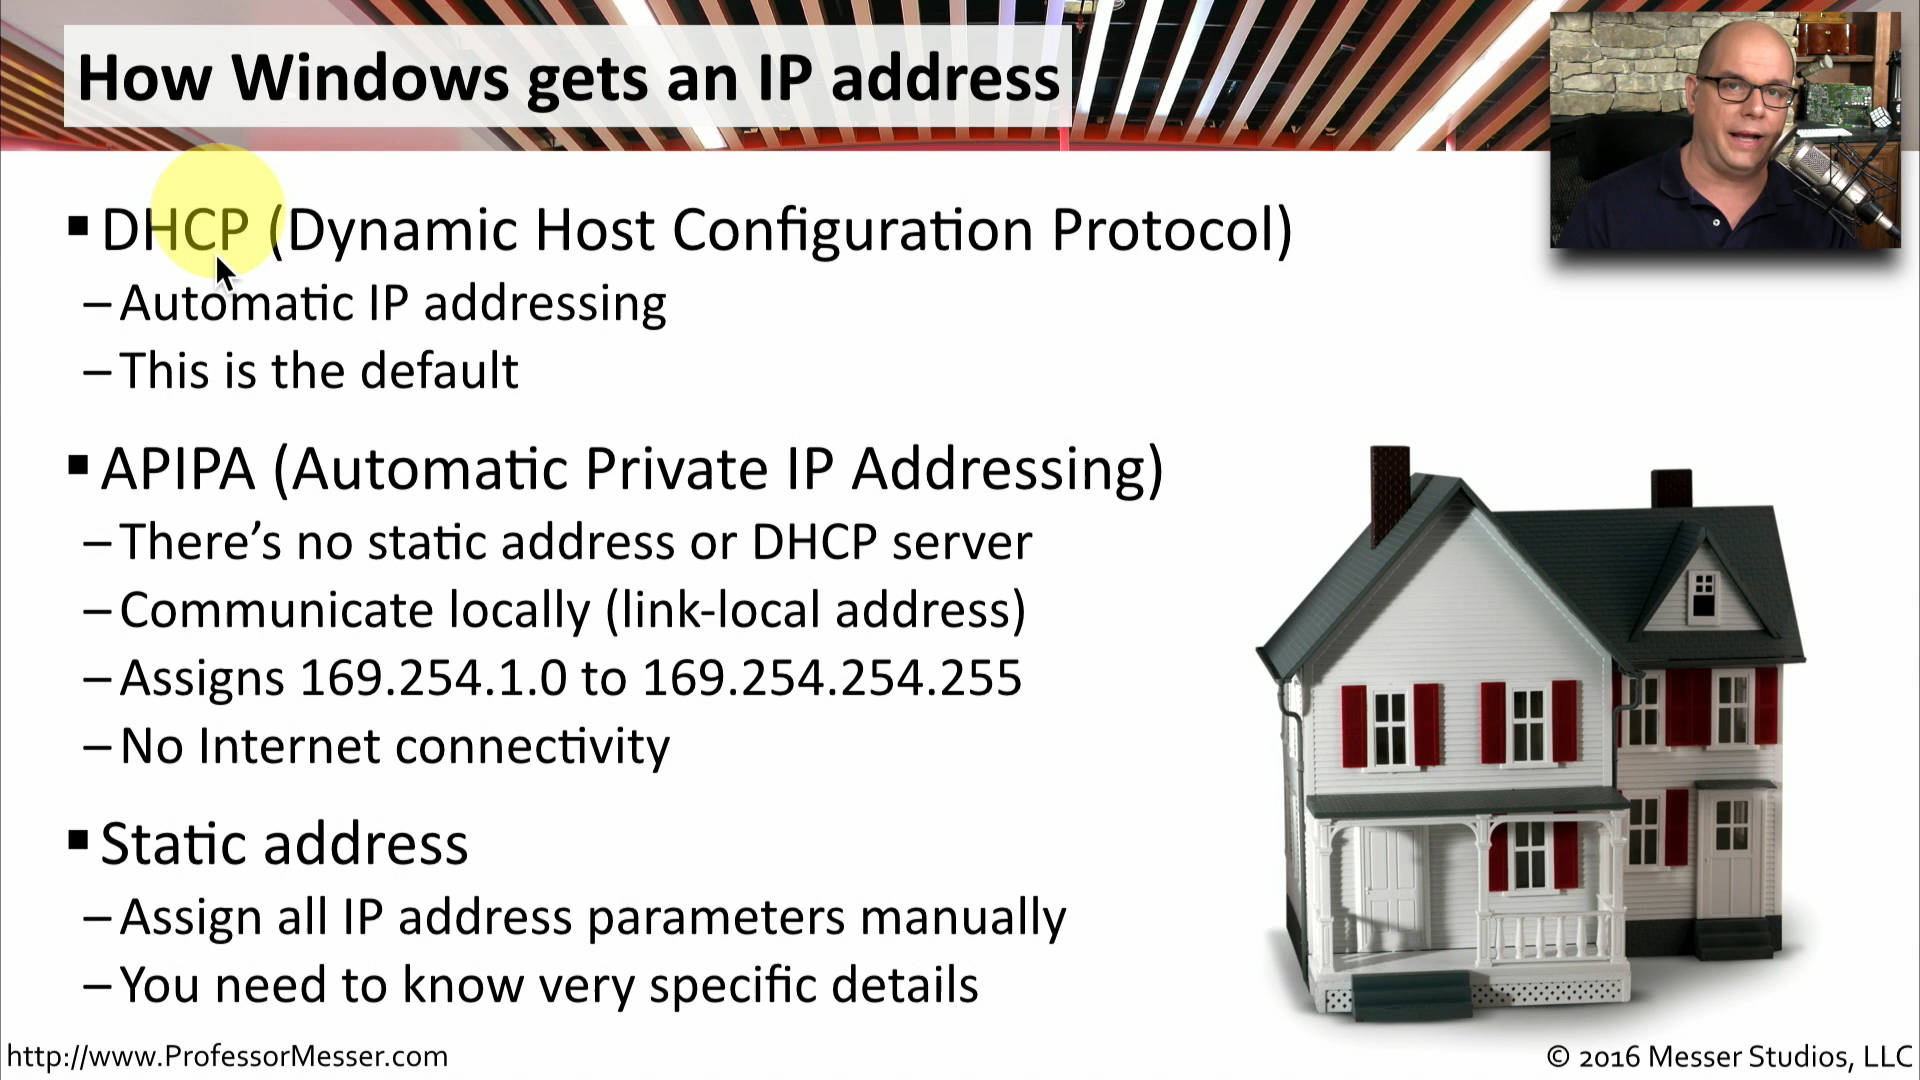 How Windows gets an IP address
▪ DHCP (Dynamic Host Configuration Protocol)
– Automatic IP addressing
– This is the default
▪ APIPA (Automatic Private IP Addressing)
– There’s no static address or DHCP server
– Communicate locally (link-local address)
– Assigns 169.254.1.0 to 169.254.254.255
– No Internet connectivity
▪ Static address
– Assign all IP address parameters manually
– You need to know very specific details
http://www.ProfessorMesser.com
© 2016 Messer Studios, LLC